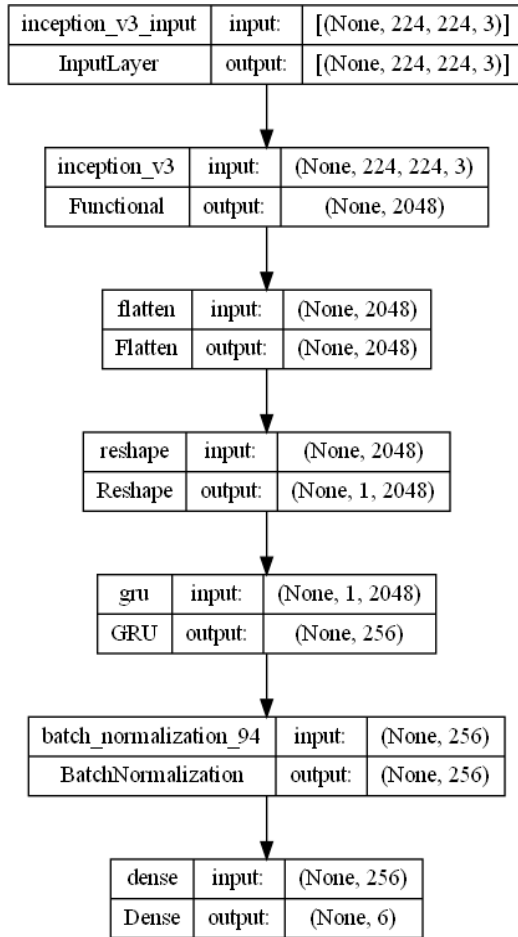 inception_v3_input input: [(None, 224, 224, 3)]
InputLayer output: [(None, 224, 224, 3)]
inception_v3 input: (None, 224, 224, 3)
Functional output: (None, 2048)
flatten input: (None, 2048)
Flatten output: (None, 2048)
reshape input: (None, 2048)
Reshape output: (None, 1, 2048)
gru input: (None, 1, 2048)
GRU output: (None, 256)
batch_normalization_94 input: (None, 256)
BatchNormalization output: (None, 256)
dense input: (None, 256)
Dense output: (None, 6)